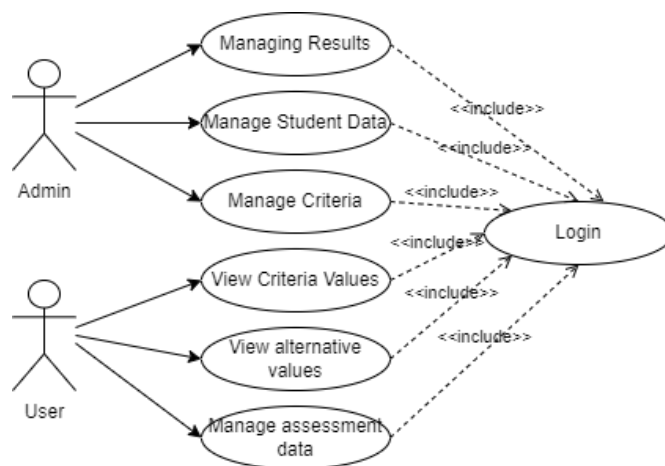 Managing Results
<<include>>
Manage Student Data
<<include>>
Admin
Manage Criteria
<<include>>
Login
View Criteria Values
<<include>>
View alternative
values
<<include>>
<<include>>
User
Manage assessment
data